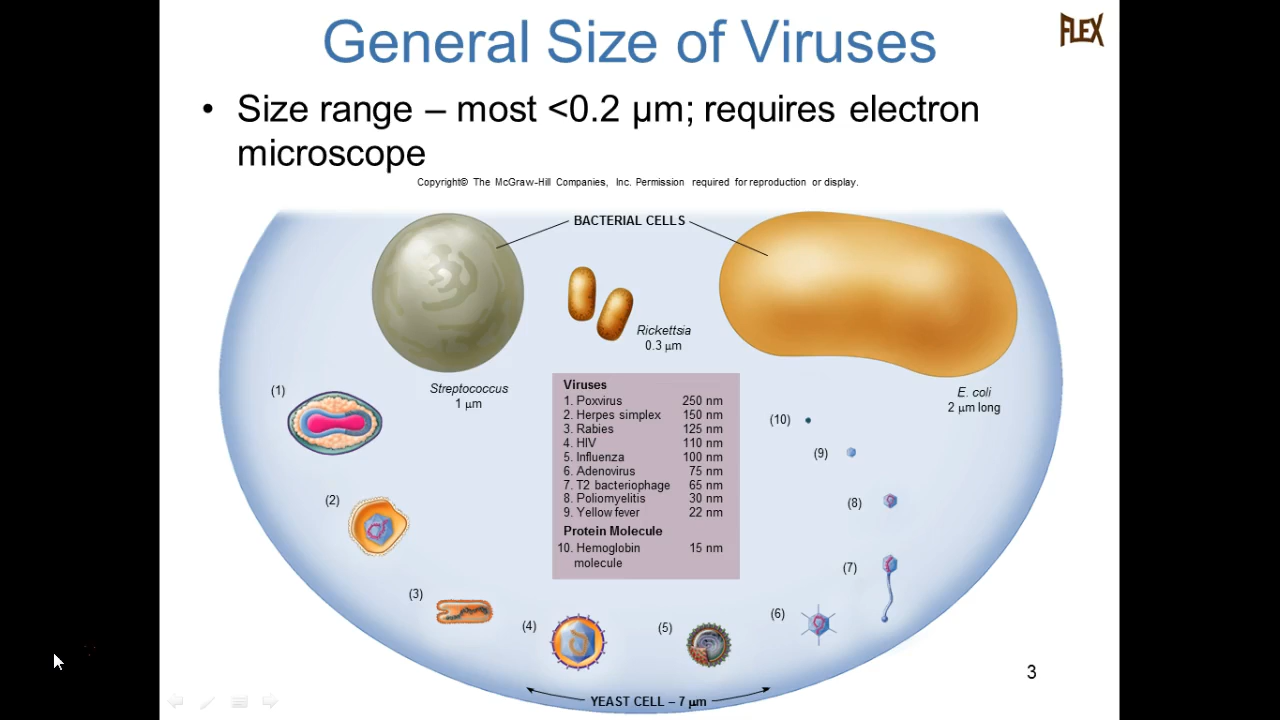 General Size of Viruses
FLEX
• Size range – most <0.2 μm; requires electron
microscope
Copyright© The McGraw-Hill Companies, Inc. Permission required for reproduction or display.
BACTERIAL CELLS
Rickettsia
0.3 μm
Streptococcus
1 μm
E. coli
2 μm long
(1)
(2)
(3)
(4)
(5)
(6)
(7)
(8)
(9)
(10)
Viruses
1. Poxvirus 250 nm
2. Herpes simplex 150 nm
3. Rabies 125 nm
4. HIV 110 nm
5. Influenza 100 nm
6. Adenovirus 75 nm
7. T2 bacteriophage 65 nm
8. Poliomyelitis 30 nm
9. Yellow fever 22 nm
Protein Molecule
10. Hemoglobin 15 nm
molecule
YEAST CELL – 7 μm
3